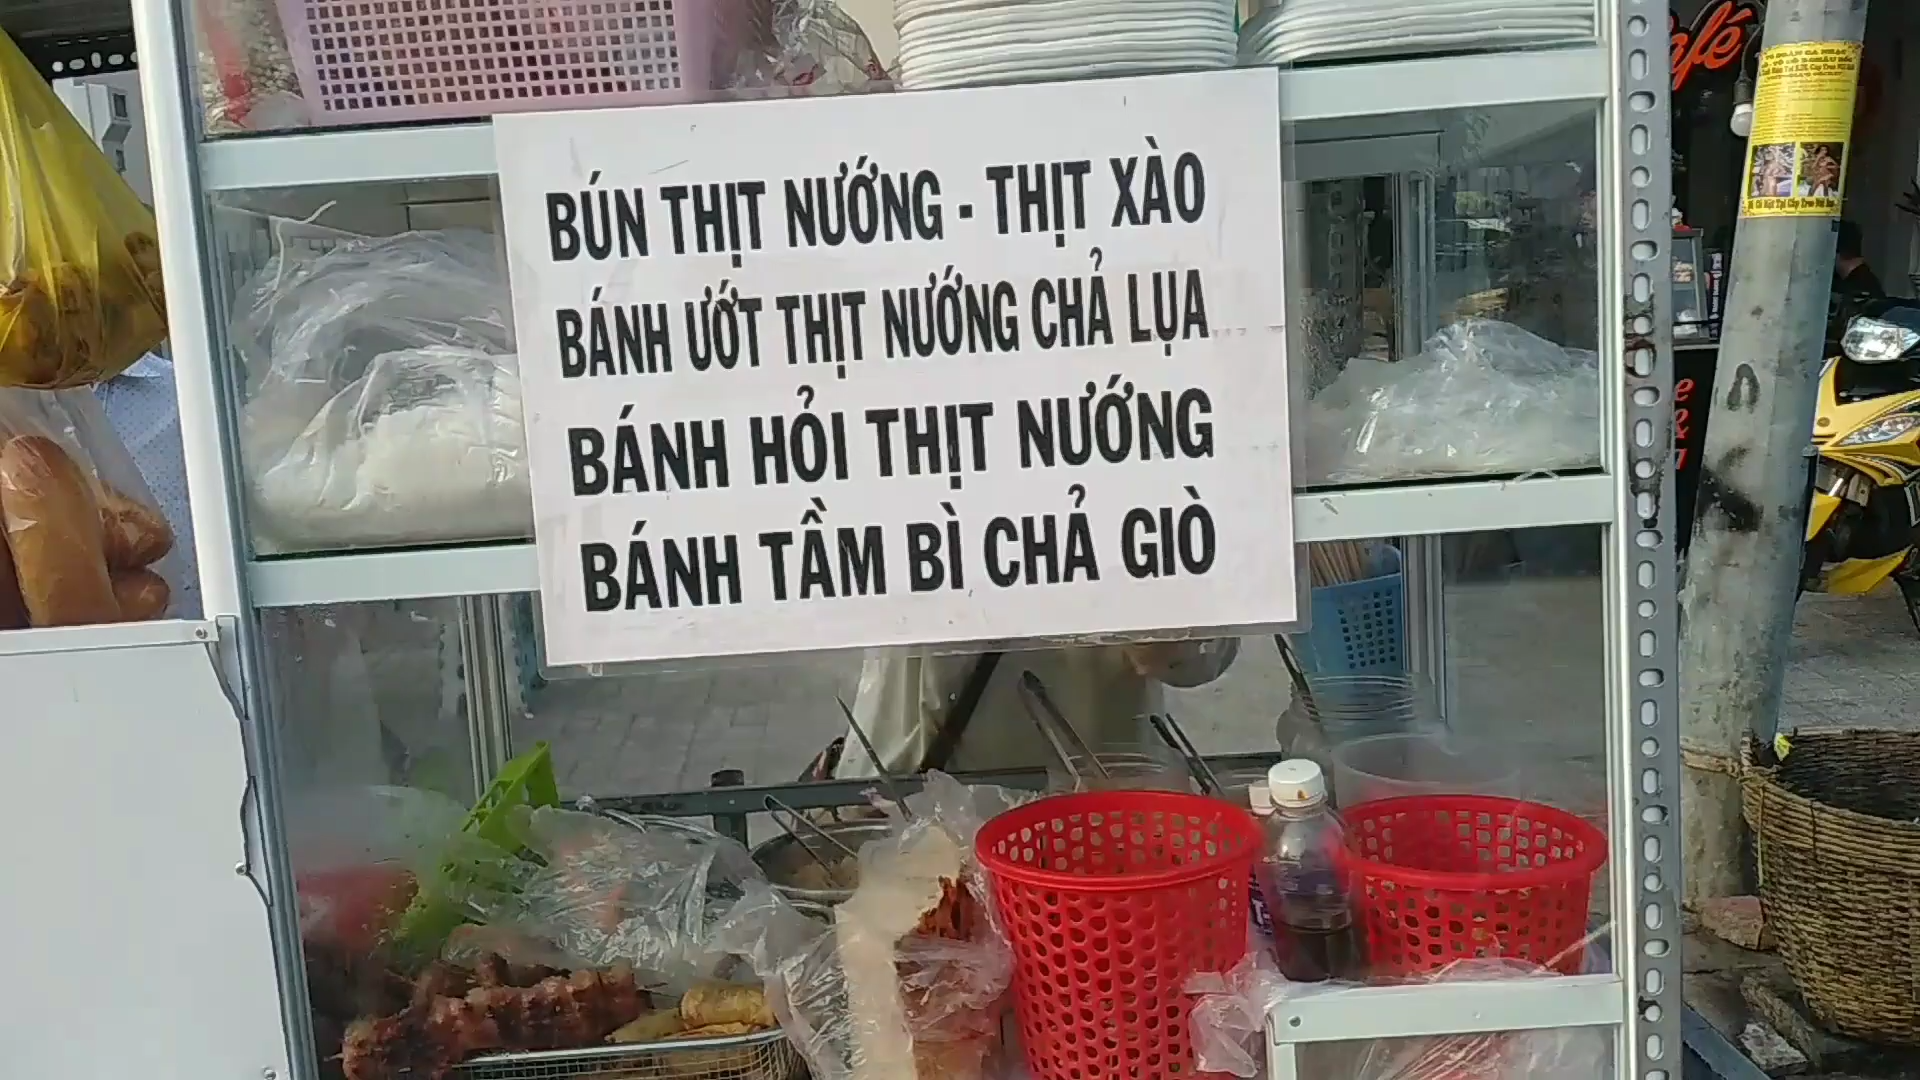 BÚN THỊT NƯỚNG - THỊT XÀO
BÁNH ƯỚT THỊT NƯỚNG CHẢ LỤA
BÁNH HỎI THỊT NƯỚNG
BÁNH TẦM BÌ CHẢ GIÒ
Café